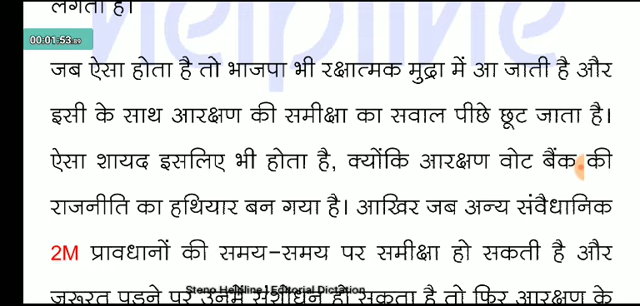 लगता है।
00:01:53:89
helpline
जब ऐसा होता है तो भाजपा भी रक्षात्मक मुद्रा में आ जाती है और
इसी के साथ आरक्षण की समीक्षा का सवाल पीछे छूट जाता है।
ऐसा शायद इसलिए भी होता है, क्योंकि आरक्षण वोट बैंक की
राजनीति का हथियार बन गया है। आखिर जब अन्य संवैधानिक
2M प्रावधानों की समय-समय पर समीक्षा हो सकती है और
Steno Helpline | Editorial Dictation
जरूरत पड़ने पर उनमें संशोधन हो सकता है तो फिर आरक्षण के